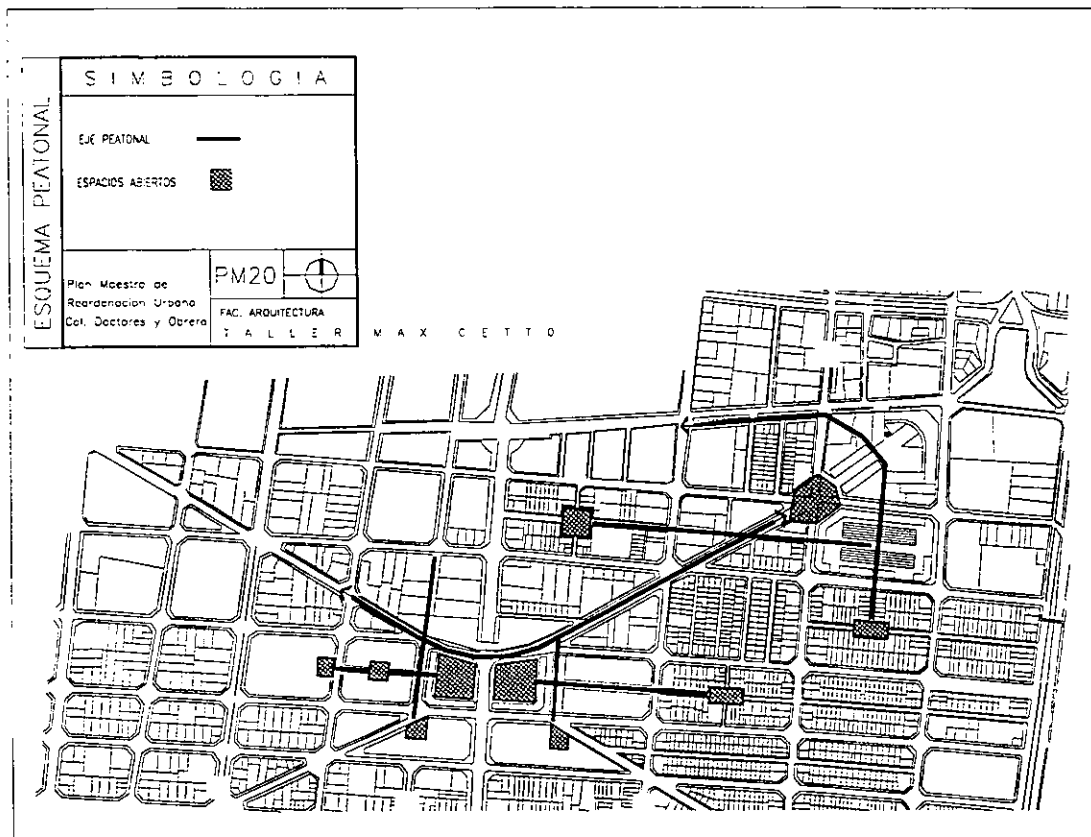 SIMBOLOGIA
ESQUEMA PEATONAL
EJE PEATONAL
ESPACIOS ABIERTOS
Plan Maestro de
Reordenacion Urbana
Col. Doctores y Obrera
PM20
FAC. ARQUITECTURA
TALLER MAX CETTO